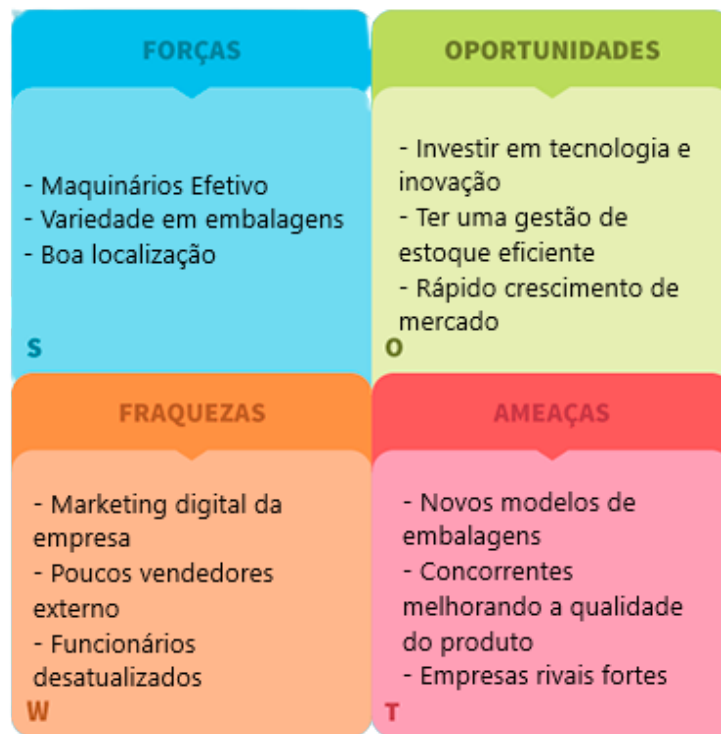 FORÇAS
- Maquinários Efetivo
- Variedade em embalagens
- Boa localização
S
OPORTUNIDADES
- Investir em tecnologia e
inovação
- Ter uma gestão de
estoque eficiente
- Rápido crescimento de
mercado
O
FRAQUEZAS
- Marketing digital da
empresa
- Poucos vendedores
externo
- Funcionários
desatualizados
W
AMEAÇAS
- Novos modelos de
embalagens
- Concorrentes
melhorando a qualidade
do produto
- Empresas rivais fortes
T